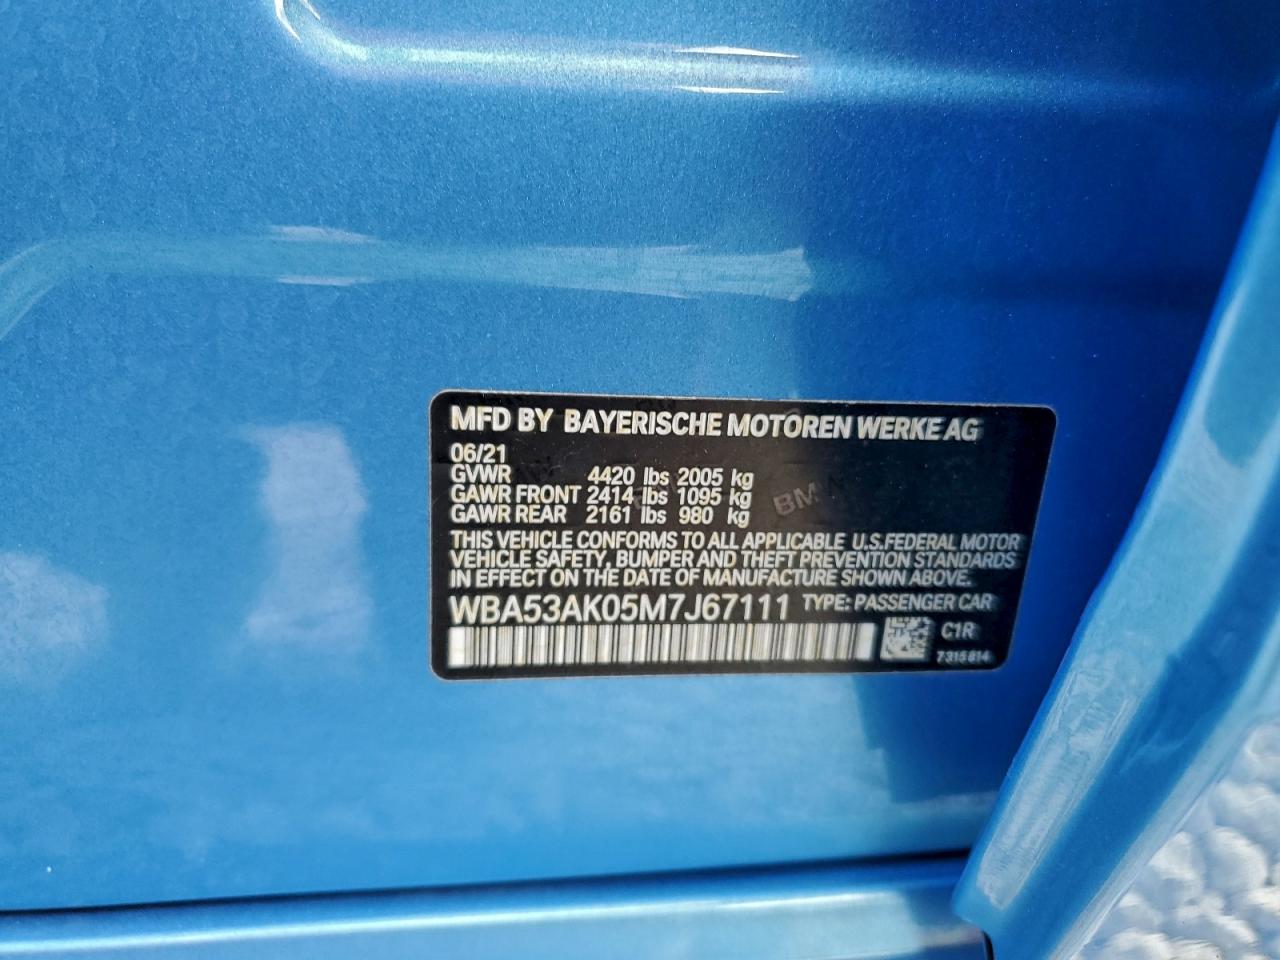 MFD BY BAYERISCHE MOTOREN WERKE AG
06/21
GVWR 4420 lbs 2005 kg
GAWR FRONT 2414 lbs 1095 kg
GAWR REAR 2161 lbs 980 kg
BMW
THIS VEHICLE CONFORMS TO ALL APPLICABLE U.S.FEDERAL MOTOR
VEHICLE SAFETY, BUMPER AND THEFT PREVENTION STANDARDS
IN EFFECT ON THE DATE OF MANUFACTURE SHOWN ABOVE.
WBA53AK05M7J67111 TYPE: PASSENGER CAR
C1R
7315814